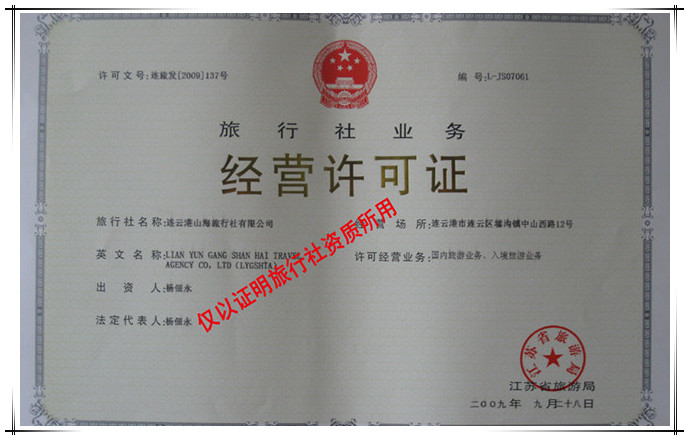 许可文号:连旅发[2009]137号
编号:L-JS07061
旅行社业务
经营许可证
旅行社名称:连云港山海旅行社有限公司
经营场所:连云港市连云区墟沟镇中山西路12号
英文名称:LIAN YUN GANG SHAN HAI TRAVEL
AGENCY CO, LTD (LYGSHTA)
许可经营业务:国内旅游业务、入境旅游业务
出资人:杨佃永
法定代表人:杨佃永
仅以证明旅行社资质所用
江苏省旅游局
江苏省旅游局
二00九年 九月二十八日